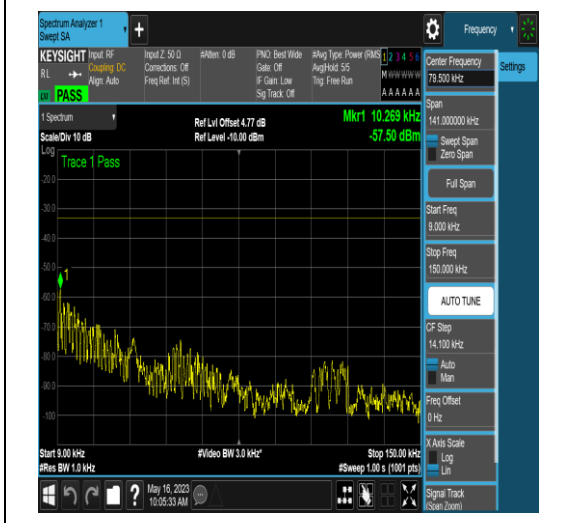 Spectrum Analyzer 1
Swept SA
+
Frequency
KEYSIGHT
RL
PASS
Input: RF
Coupling: DC
Align: Auto
Input Z: 50 Ω
Corrections: Off
Freq Ref: Int (S)
#Atten: 0 dB
PNO: Best Wide
Gate: Off
IF Gain: Low
Sig Track: Off
#Avg Type: Power (RMS
Avg|Hold: 5/5
Trig: Free Run
1 2 3 4 5 6
M W W W W W
A A A A A A
1 Spectrum
Scale/Div 10 dB
Ref Lvl Offset 4.77 dB
Ref Level -10.00 dBm
Mkr1 10.269 kHz
-57.50 dBm
Log
Trace 1 Pass
-20.0
-30.0
-40.0
-50.0
1
-60.0
-70.0
-80.0
-90.0
-100
Start 9.00 kHz
#Res BW 1.0 kHz
#Video BW 3.0 kHz*
Stop 150.00 kHz
#Sweep 1.00 s (1001 pts)
?
May 16, 2023
10:05:33 AM
Center Frequency
79.500 kHz
Span
141.000000 kHz
Swept Span
Zero Span
Full Span
Start Freq
9.000 kHz
Stop Freq
150.000 kHz
AUTO TUNE
CF Step
14.100 kHz
Auto
Man
Freq Offset
0 Hz
X Axis Scale
Log
Lin
Signal Track
(Span Zoom)
Settings